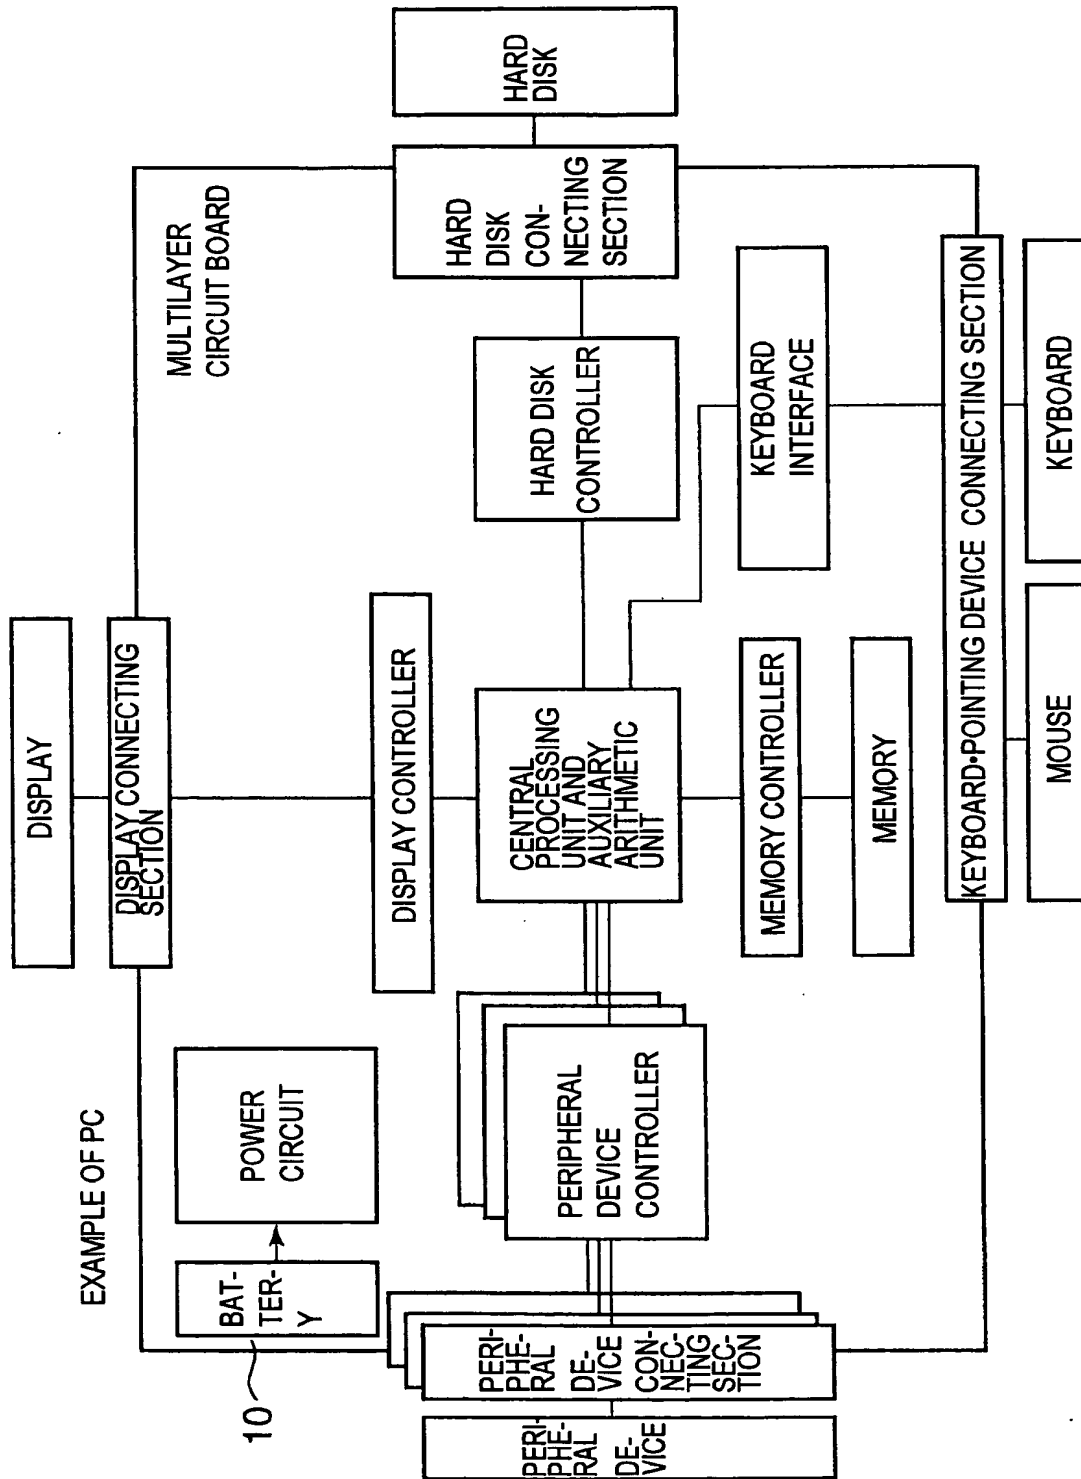 EXAMPLE OF PC
MULTILAYER
CIRCUIT BOARD
DISPLAY
DISPLAY CONNECTING
SECTION
10
BAT-
TER-
Y
POWER
CIRCUIT
DISPLAY CONTROLLER
PERI-
PHE-
RAL
DE-
VICE
PERI-
PHE-
RAL
DE-
VICE
CON-
NEC-
TING
SEC-
TION
PERIPHERAL
DEVICE
CONTROLLER
CENTRAL
PROCESSING
UNIT AND
AUXILIARY
ARITHMETIC
UNIT
HARD DISK
CONTROLLER
HARD
DISK
CON-
NECTING
SECTION
HARD
DISK
MEMORY CONTROLLER
MEMORY
KEYBOARD
INTERFACE
KEYBOARD•POINTING DEVICE CONNECTING SECTION
MOUSE
KEYBOARD